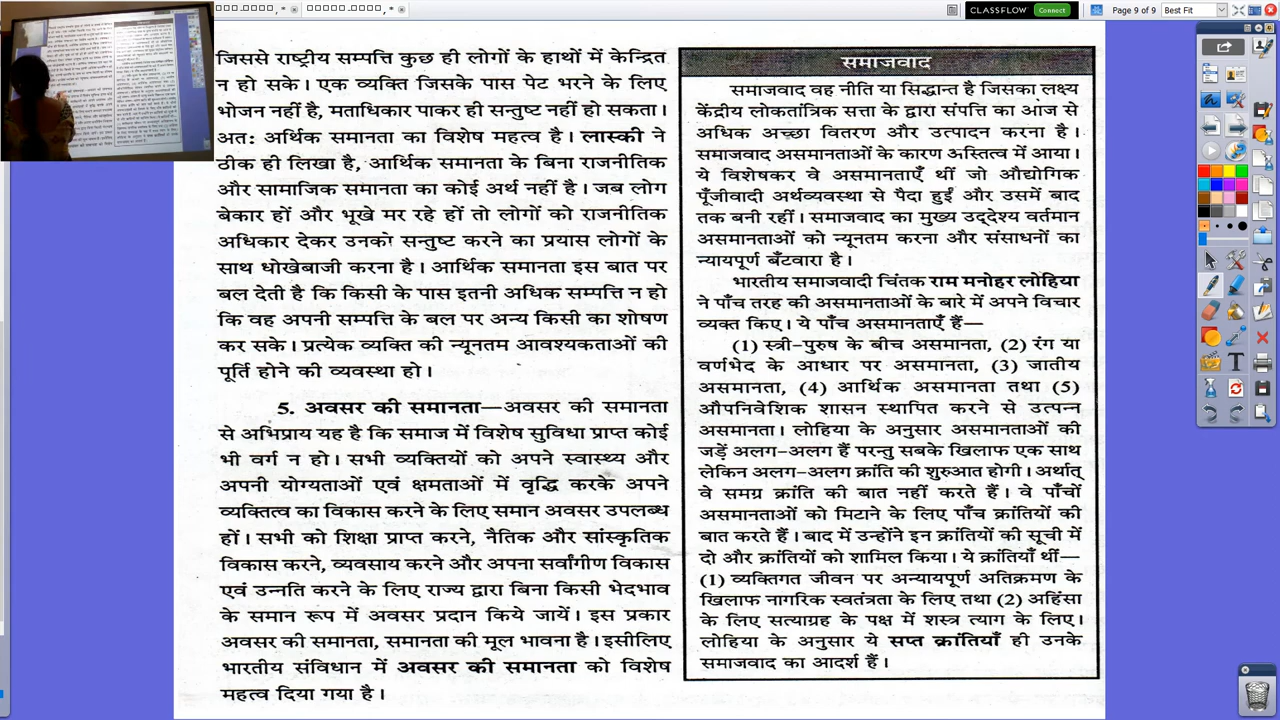 □□□.□□□□, *
□□□□□.□□□□, *
CLASSFLOW
Connect
Page 9 of 9
Best Fit
जिससे राष्ट्रीय सम्पत्ति कुछ ही लोगों के हाथों में केन्द्रित
न हो सके। एक व्यक्ति जिसके पास पेट भरने के लिए
भोजन नहीं है समानता के सिद्धान्त से ही सन्तुष्ट नहीं हो सकता।
अतः आर्थिक समानता का विशेष महत्व है। लास्की ने
ठीक ही लिखा है, आर्थिक समानता के बिना राजनीतिक
और सामाजिक समानता का कोई अर्थ नहीं है। जब लोग
बेकार हों और भूखे मर रहे हों तो लोगों को राजनीतिक
अधिकार देकर उनको सन्तुष्ट करने का प्रयास लोगों के
साथ धोखेबाजी करना है। आर्थिक समानता इस बात पर
बल देती है कि किसी के पास इतनी अधिक सम्पत्ति न हो
कि वह अपनी सम्पत्ति के बल पर अन्य किसी का शोषण
कर सके। प्रत्येक व्यक्ति की न्यूनतम आवश्यकताओं की
पूर्ति होने की व्यवस्था हो।
5. अवसर की समानता—अवसर की समानता
से अभिप्राय यह है कि समाज में विशेष सुविधा प्राप्त कोई
भी वर्ग न हो। सभी व्यक्तियों को अपने स्वास्थ्य और
अपनी योग्यताओं एवं क्षमताओं में वृद्धि करके अपने
व्यक्तित्व का विकास करने के लिए समान अवसर उपलब्ध
हों। सभी को शिक्षा प्राप्त करने, नैतिक और सांस्कृतिक
विकास करने, व्यवसाय करने और अपना सर्वांगीण विकास
एवं उन्नति करने के लिए राज्य द्वारा बिना किसी भेदभाव
के समान रूप में अवसर प्रदान किये जायें। इस प्रकार
अवसर की समानता, समानता की मूल भावना है। इसीलिए
भारतीय संविधान में अवसर की समानता को विशेष
महत्व दिया गया है।
समाजवाद
समाजवाद वह नीति या सिद्धान्त है जिसका लक्ष्य
केन्द्रीय लोकतांत्रिक सत्ता के द्वारा सम्पत्ति का आज से
अधिक अच्छा वितरण और उत्पादन करना है।
समाजवाद असमानताओं के कारण अस्तित्व में आया।
ये विशेषकर वे असमानताएँ थीं जो औद्योगिक
पूँजीवादी अर्थव्यवस्था से पैदा हुईं और उसमें बाद
तक बनी रहीं। समाजवाद का मुख्य उद्देश्य वर्तमान
असमानताओं को न्यूनतम करना और संसाधनों का
न्यायपूर्ण बँटवारा है।
भारतीय समाजवादी चिंतक राम मनोहर लोहिया
ने पाँच तरह की असमानताओं के बारे में अपने विचार
व्यक्त किए। ये पाँच असमानताएँ हैं—
(1) स्त्री-पुरुष के बीच असमानता, (2) रंग या
वर्णभेद के आधार पर असमानता, (3) जातीय
असमानता, (4) आर्थिक असमानता तथा (5)
औपनिवेशिक शासन स्थापित करने से उत्पन्न
असमानता। लोहिया के अनुसार असमानताओं की
जड़ें अलग-अलग हैं परन्तु सबके खिलाफ एक साथ
लेकिन अलग-अलग क्रांति की शुरुआत होगी। अर्थात्
वे समग्र क्रांति की बात नहीं करते हैं। वे पाँचों
असमानताओं को मिटाने के लिए पाँच क्रांतियों की
बात करते हैं। बाद में उन्होंने इन क्रांतियों की सूची में
दो और क्रांतियों को शामिल किया। ये क्रांतियाँ थीं—
(1) व्यक्तिगत जीवन पर अन्यायपूर्ण अतिक्रमण के
खिलाफ नागरिक स्वतंत्रता के लिए तथा (2) अहिंसा
के लिए सत्याग्रह के पक्ष में शस्त्र त्याग के लिए।
लोहिया के अनुसार ये सप्त क्रांतियाँ ही उनके
समाजवाद का आदर्श हैं।